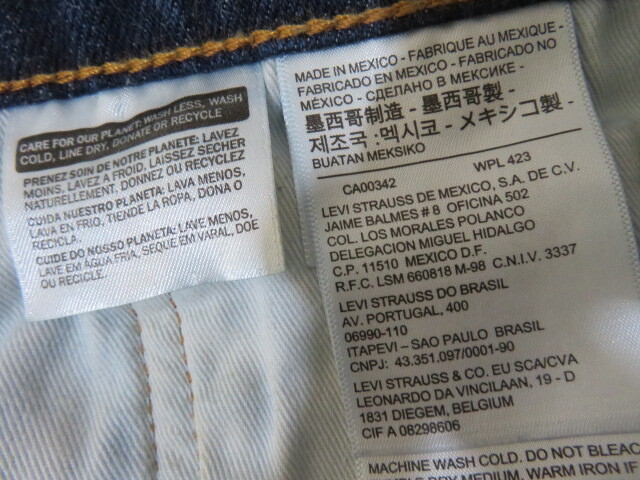 CARE FOR OUR PLANET: WASH LESS, WASH
COLD, LINE DRY, DONATE OR RECYCLE
PRENEZ SOIN DE NOTRE PLANETE: LAVEZ
MOINS, LAVEZ A FROID, LAISSEZ SECHER
NATURELLEMENT, DONNEZ OU RECYCLEZ
CUIDA NUESTRO PLANETA: LAVA MENOS,
LAVA EN FRIO, TIENDE LA ROPA, DONA O
RECICLA.
CUIDE DO NOSSO PLANETA: LAVE MENOS,
LAVE EM ÁGUA FRIA, SEQUE EM VARAL, DOE
OU RECICLE.
MADE IN MEXICO - FABRIQUE AU MEXIQUE -
FABRICADO EN MEXICO - FABRICADO NO
MÉXICO - СДЕЛАНО В МЕКСИКЕ -
墨西哥制造 - 墨西哥製 -
제조국 :멕시코 - メキシコ製 -
BUATAN MEKSIKO
CA00342 WPL 423
LEVI STRAUSS DE MEXICO, S.A. DE C.V.
JAIME BALMES # 8 OFICINA 502
COL. LOS MORALES POLANCO
DELEGACION MIGUEL HIDALGO
C.P. 11510 MEXICO D.F.
R.F.C. LSM 660818 M-98 C.N.I.V. 3337
LEVI STRAUSS DO BRASIL
AV. PORTUGAL, 400
06990-110
ITAPEVI – SAO PAULO BRASIL
CNPJ: 43.351.097/0001-90
LEVI STRAUSS & CO. EU SCA/CVA
LEONARDO DA VINCILAAN, 19 - D
1831 DIEGEM, BELGIUM
CIF A 08298606
MACHINE WASH COLD. DO NOT BLEAC
DRY MEDIUM. WARM IRON IF